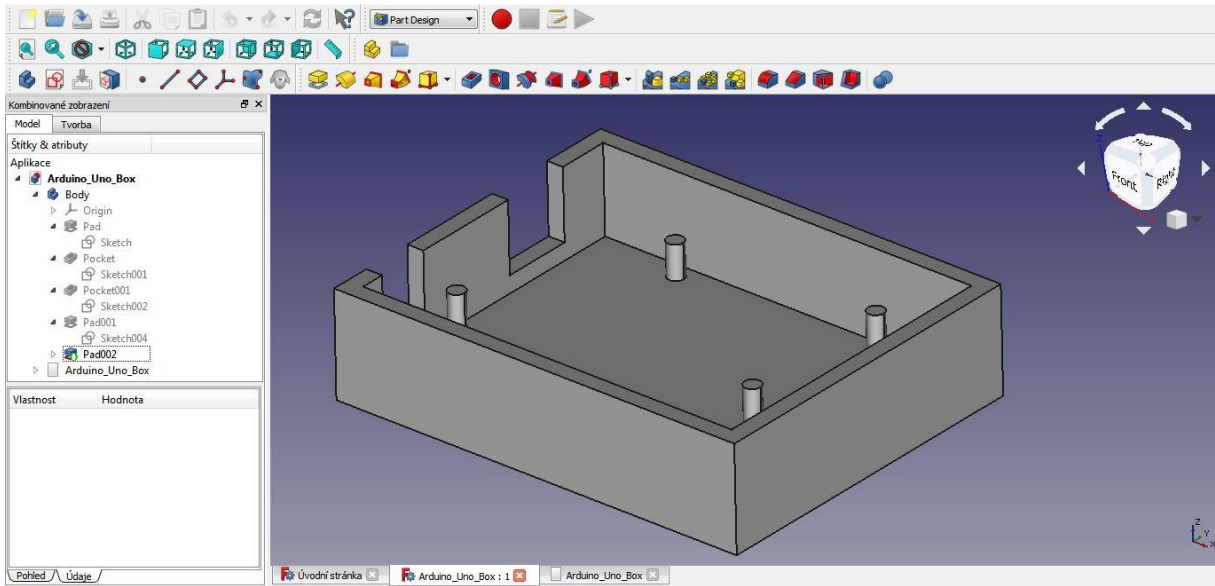 Part Design
Kombinované zobrazení
Model Tvorba
Štítky & atributy
Aplikace
Arduino_Uno_Box
Body
Origin
Pad
Sketch
Pocket
Sketch001
Pocket001
Sketch002
Pad001
Sketch004
Pad002
Arduino_Uno_Box
Vlastnost Hodnota
Pohled Údaje
Úvodní stránka Arduino_Uno_Box : 1 Arduino_Uno_Box
Front Right
Z
Z
Y
X